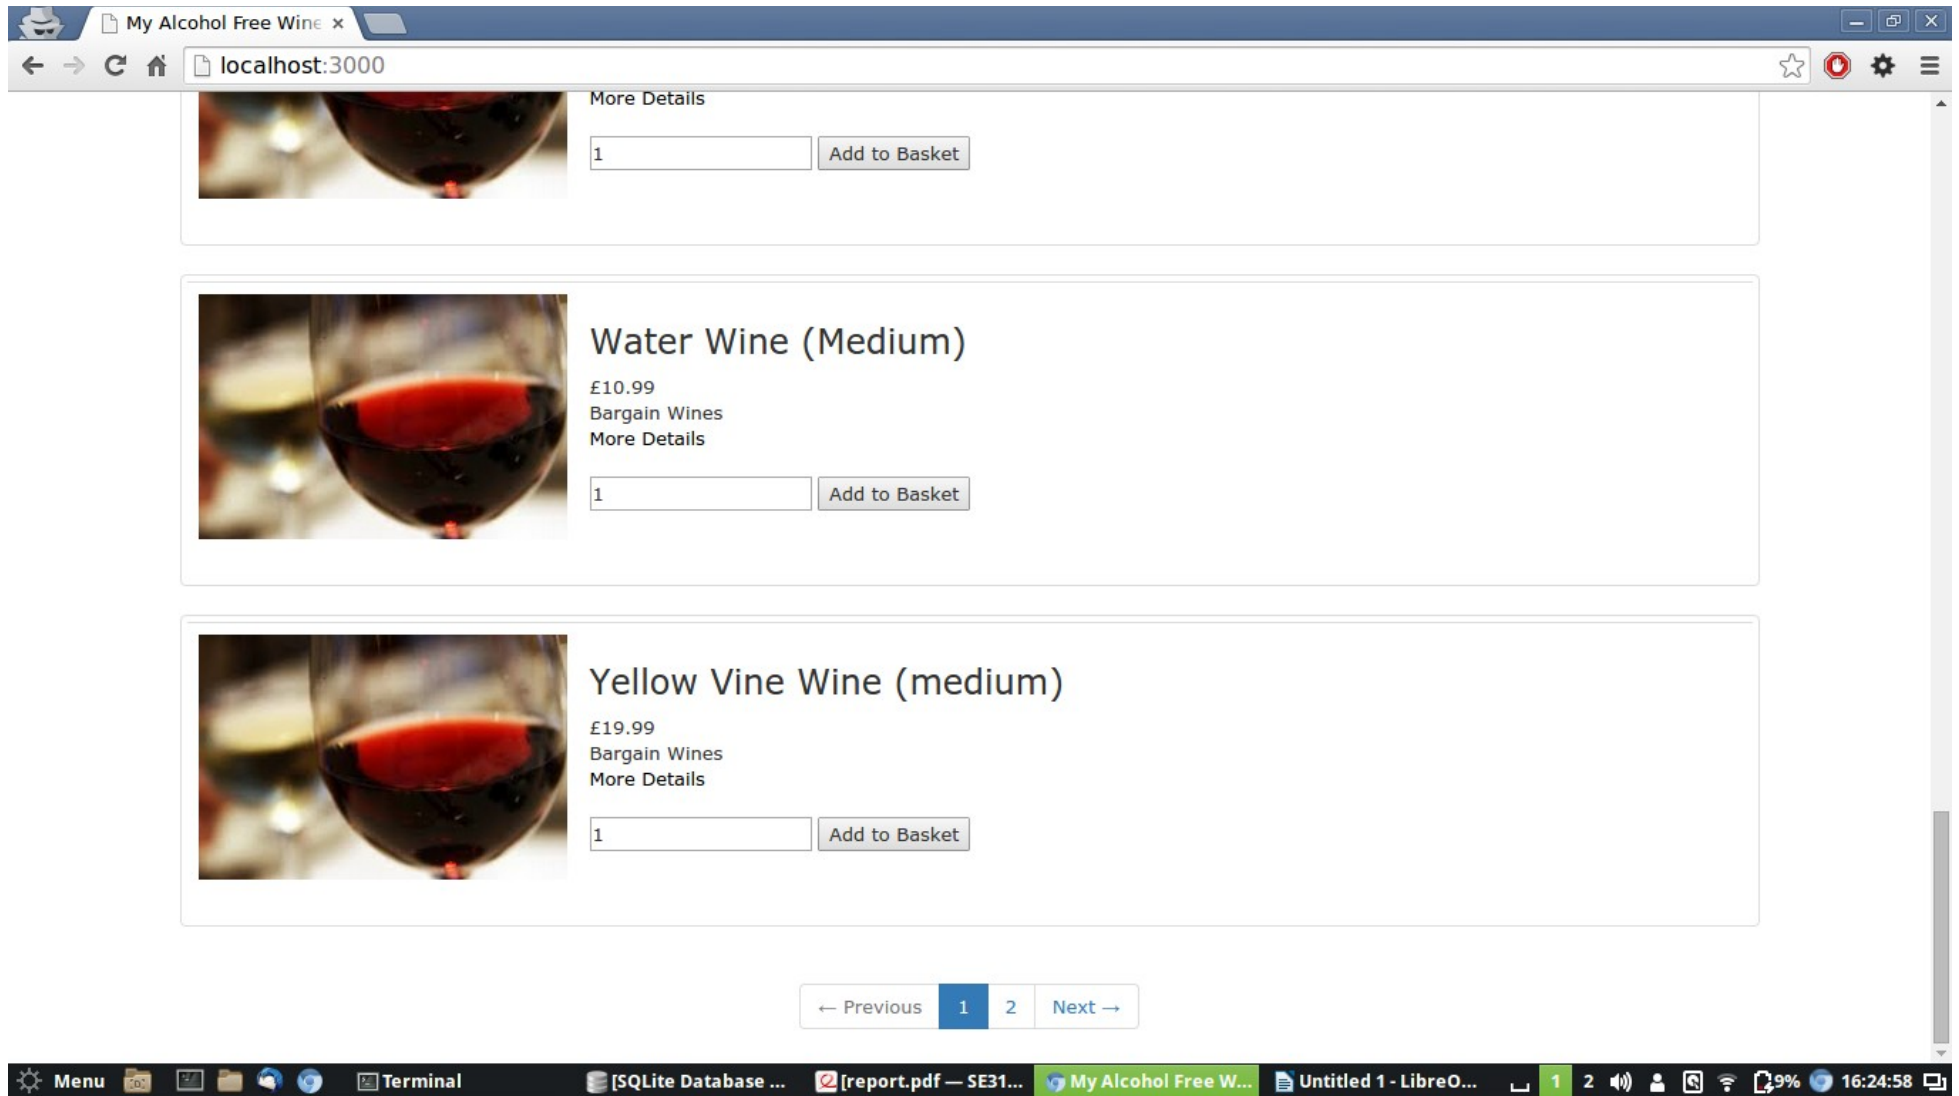 My Alcohol Free Wine ×
localhost:3000
More Details
1 Add to Basket
Water Wine (Medium)
£10.99
Bargain Wines
More Details
1 Add to Basket
Yellow Vine Wine (medium)
£19.99
Bargain Wines
More Details
1 Add to Basket
← Previous 1 2 Next →
Menu Terminal [SQLite Database ... [report.pdf — SE31... My Alcohol Free W... Untitled 1 - LibreO... 1 2 9% 16:24:58